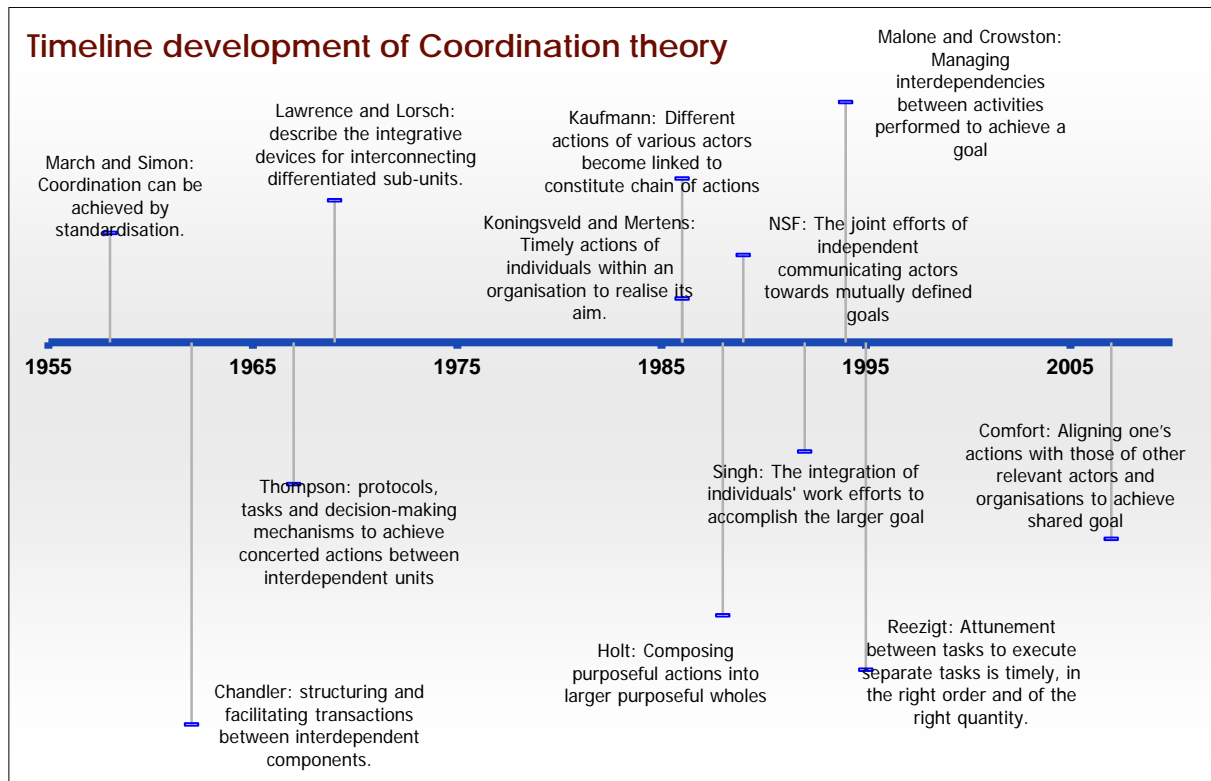 Timeline development of Coordination theory
Malone and Crowston:
Managing
interdependencies
between activities
performed to achieve a
goal
Lawrence and Lorsch:
describe the integrative
devices for interconnecting
differentiated sub-units.
Kaufmann: Different
actions of various actors
become linked to
constitute chain of actions
March and Simon:
Coordination can be
achieved by
standardisation.
Koningsveld and Mertens:
Timely actions of
individuals within an
organisation to realise its
aim.
NSF: The joint efforts of
independent
communicating actors
towards mutually defined
goals
1955 1965 1975 1985 1995 2005
Comfort: Aligning one's
actions with those of other
relevant actors and
organisations to achieve
shared goal
Singh: The integration of
individuals' work efforts to
accomplish the larger goal
Thompson: protocols,
tasks and decision-making
mechanisms to achieve
concerted actions between
interdependent units
Reezigt: Attunement
between tasks to execute
separate tasks is timely, in
the right order and of the
right quantity.
Holt: Composing
purposeful actions into
larger purposeful wholes
Chandler: structuring and
facilitating transactions
between interdependent
components.